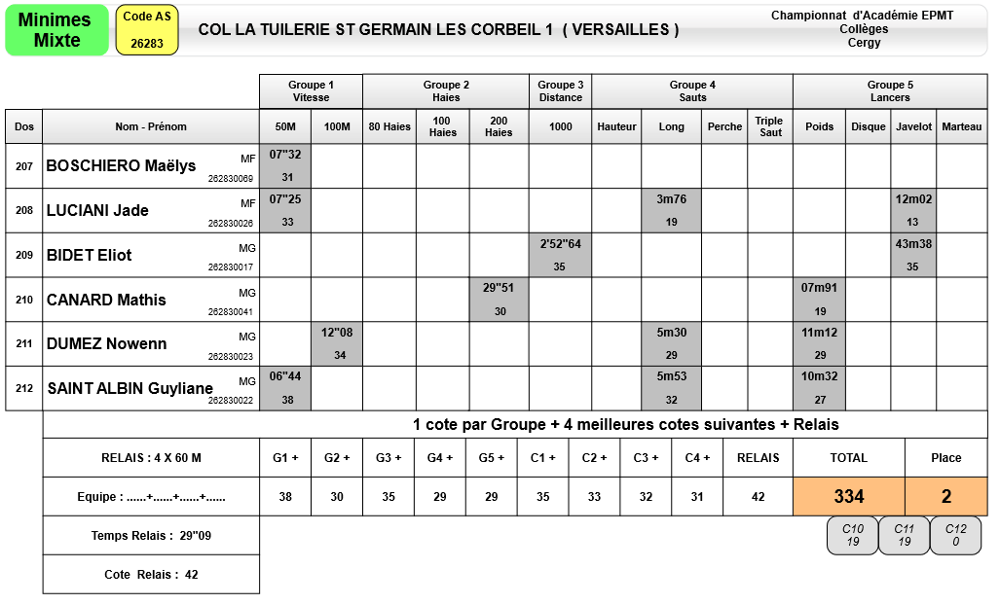 Minimes
Mixte
Code AS
26283
COL LA TUILERIE ST GERMAIN LES CORBEIL 1 ( VERSAILLES )
Championnat d'Académie EPMT
Collèges
Cergy
Groupe 1
Vitesse
Groupe 2
Haies
Groupe 3
Distance
Groupe 4
Sauts
Groupe 5
Lancers
Dos Nom - Prénom 50M 100M 80 Haies 100 Haies 200 Haies 1000 Hauteur Long Perche Triple Saut Poids Disque Javelot Marteau
207 BOSCHIERO Maëlys MF 262830069 07"32
31
208 LUCIANI Jade MF 262830026 07"25 3m76 12m02
33 19 13
209 BIDET Eliot MG 262830017 2'52"64 43m38
35 35
210 CANARD Mathis MG 262830041 29"51 07m91
30 19
211 DUMEZ Nowenn MG 262830023 12"08 5m30 11m12
34 29 29
212 SAINT ALBIN Guyliane MG 262830022 06"44 5m53 10m32
38 32 27
1 cote par Groupe + 4 meilleures cotes suivantes + Relais
RELAIS : 4 X 60 M G1 + G2 + G3 + G4 + G5 + C1 + C2 + C3 + C4 + RELAIS TOTAL Place
Equipe : ......+......+......+...... 38 30 35 29 29 35 33 32 31 42 334 2
Temps Relais : 29"09
C10 C11 C12
19 19 0
Cote Relais : 42